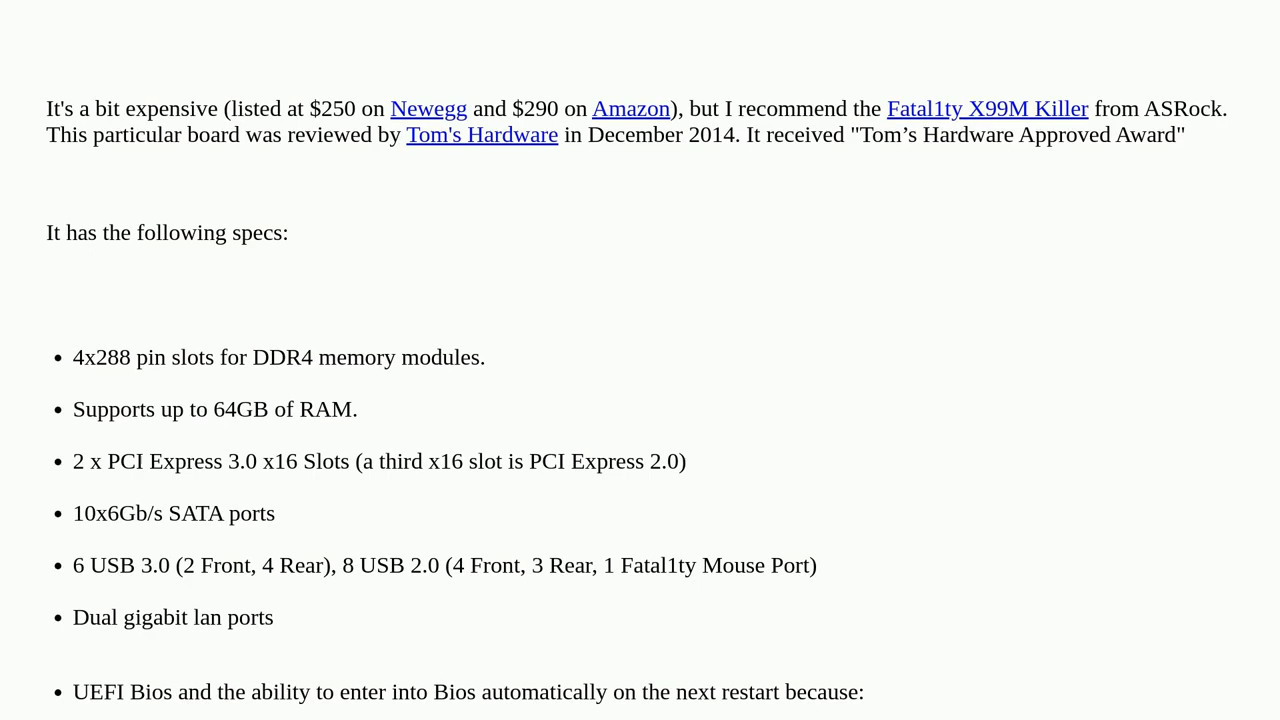 It's a bit expensive (listed at $250 on Newegg and $290 on Amazon), but I recommend the Fatal1ty X99M Killer from ASRock.
This particular board was reviewed by Tom's Hardware in December 2014. It received "Tom’s Hardware Approved Award"
It has the following specs:
• 4x288 pin slots for DDR4 memory modules.
• Supports up to 64GB of RAM.
• 2 x PCI Express 3.0 x16 Slots (a third x16 slot is PCI Express 2.0)
• 10x6Gb/s SATA ports
• 6 USB 3.0 (2 Front, 4 Rear), 8 USB 2.0 (4 Front, 3 Rear, 1 Fatal1ty Mouse Port)
• Dual gigabit lan ports
• UEFI Bios and the ability to enter into Bios automatically on the next restart because: